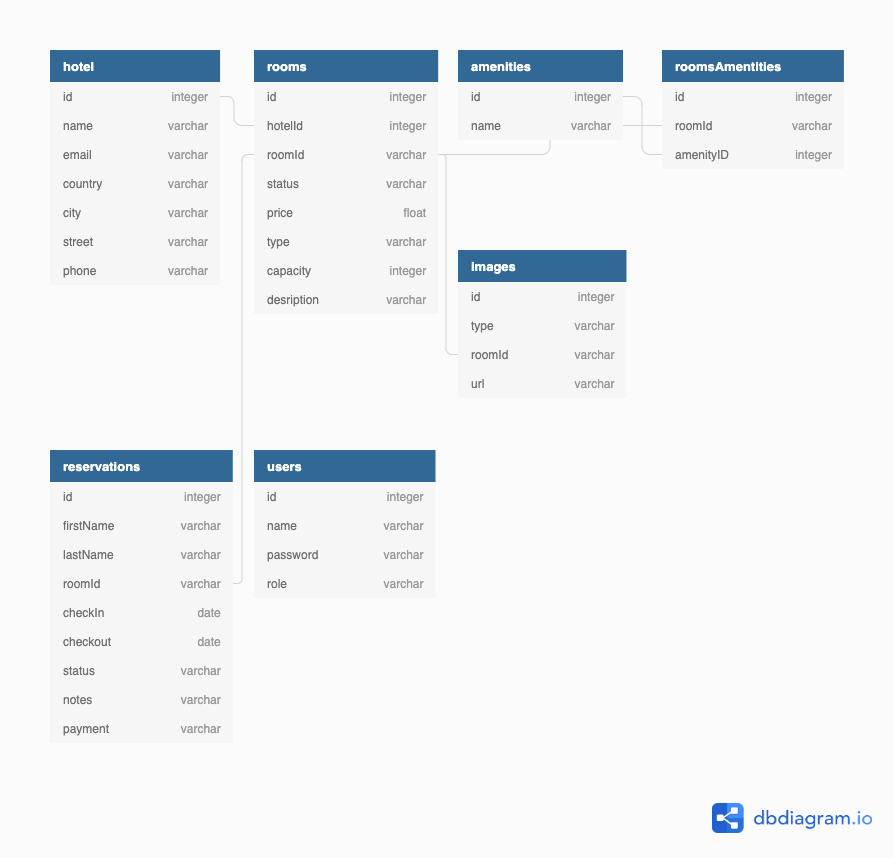 hotel
id integer
name varchar
email varchar
country varchar
city varchar
street varchar
phone varchar
rooms
id integer
hotelId integer
roomId varchar
status varchar
price float
type varchar
capacity integer
desription varchar
amenities
id integer
name varchar
roomsAmentities
id integer
roomId varchar
amenityID integer
images
id integer
type varchar
roomId varchar
url varchar
reservations
id integer
firstName varchar
lastName varchar
roomId varchar
checkIn date
checkout date
status varchar
notes varchar
payment varchar
users
id integer
name varchar
password varchar
role varchar
dbdiagram.io